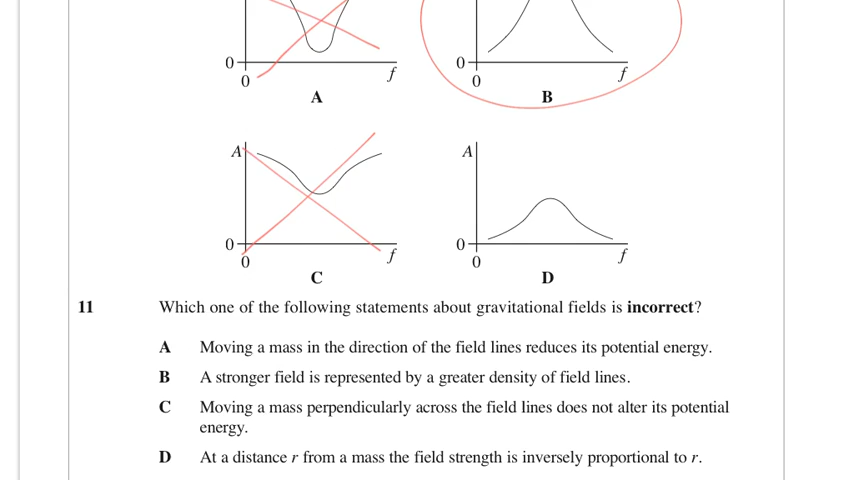 0
0
f
A
0
0
f
B
A
0
0
f
C
A
0
0
f
D
11 Which one of the following statements about gravitational fields is incorrect?
A Moving a mass in the direction of the field lines reduces its potential energy.
B A stronger field is represented by a greater density of field lines.
C Moving a mass perpendicularly across the field lines does not alter its potential
energy.
D At a distance r from a mass the field strength is inversely proportional to r.